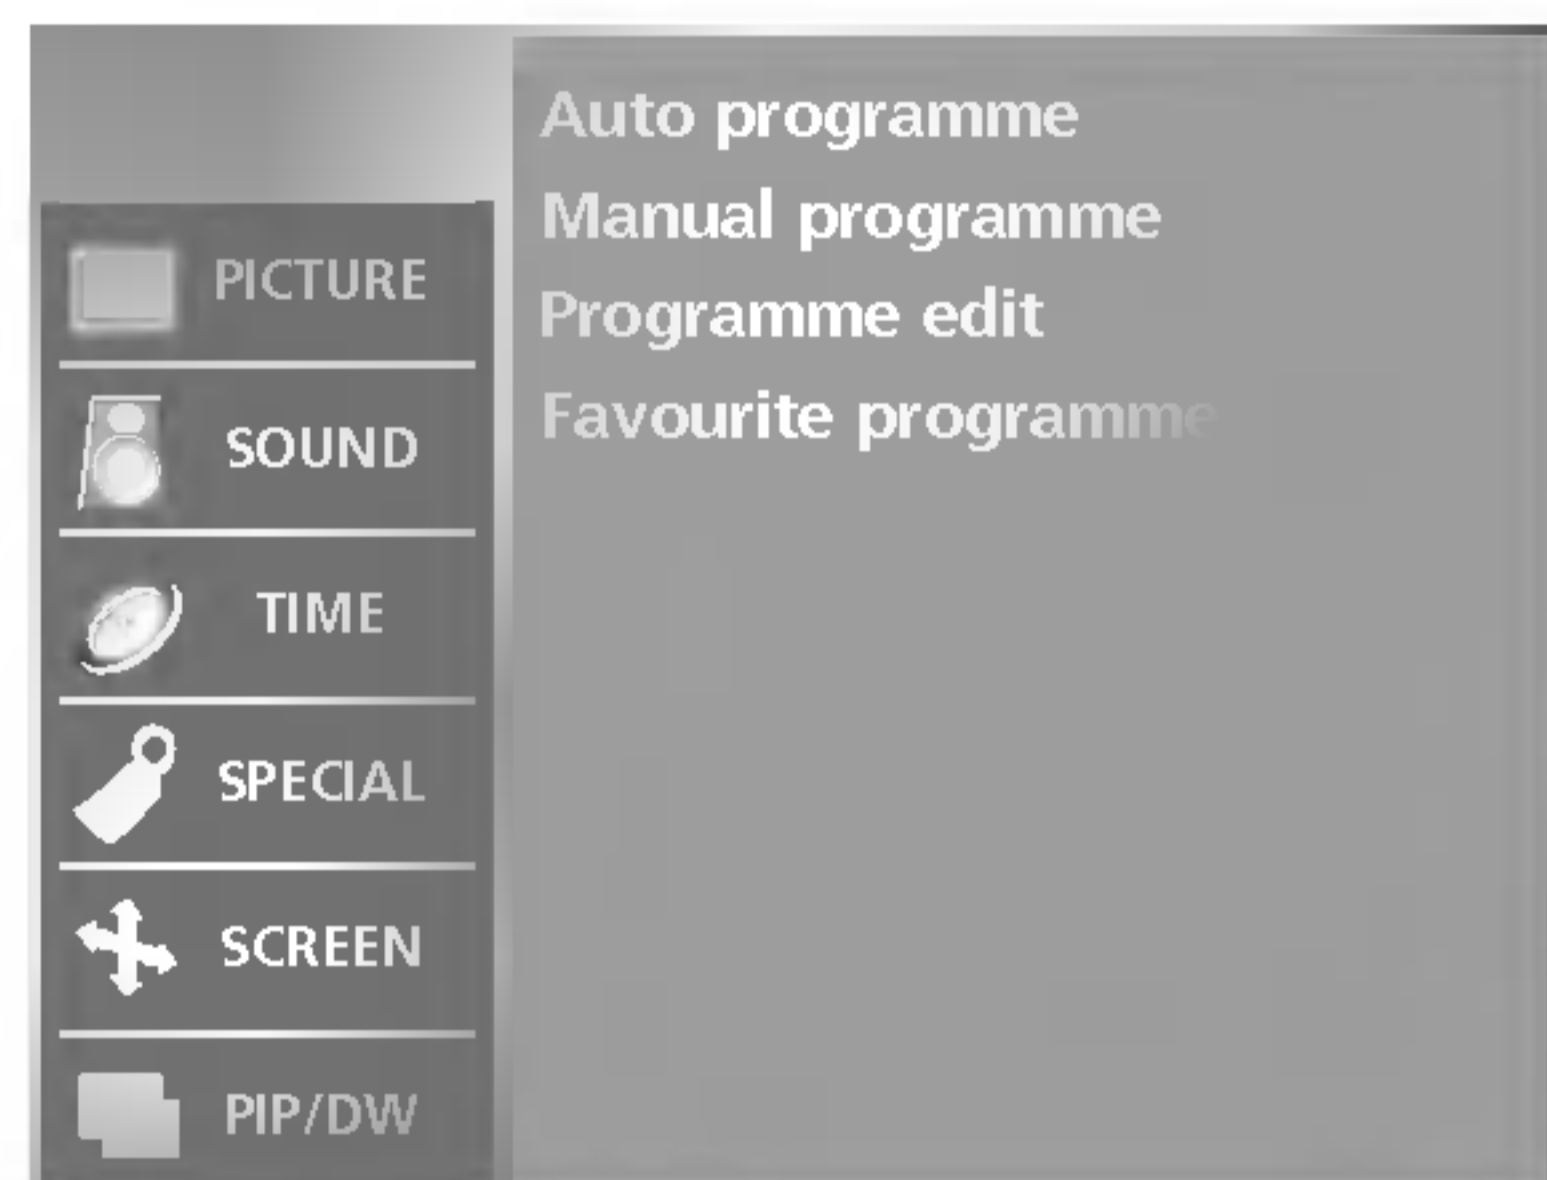 PICTURE
SOUND
TIME
SPECIAL
SCREEN
PIP/DW
Auto programme
Manual programme
Programme edit
Favourite programme